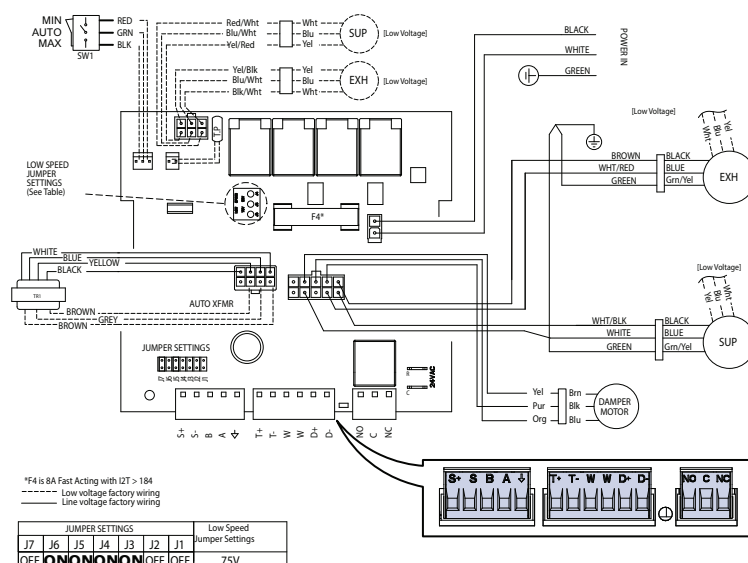 MIN
AUTO
MAX
SW1
RED
GRN
BLK
Red/Wht
Blu/Wht
Yel/Red
Wht
Blu
Yel
SUP
[Low Voltage]
Yel/Blk
Blu/Wht
Blk/Wht
Yel
Blu
Wht
EXH
[Low Voltage]
BLACK
WHITE
GREEN
POWER IN
T.P
LOW SPEED
JUMPER
SETTINGS
(See Table)
F4*
[Low Voltage]
Wht
Blu
Yel
BROWN
WHT/RED
GREEN
BLACK
BLUE
Grn/Yel
EXH
WHITE
BLUE
YELLOW
BLACK
TR1
BROWN
GREY
BROWN
AUTO XFMR
[Low Voltage]
Yel
Blu
Wht
WHT/BLK
WHITE
GREEN
BLACK
BLUE
Grn/Yel
SUP
JUMPER SETTINGS
R
C
24VAC
Yel
Pur
Org
Brn
Blk
Blu
DAMPER
MOTOR
S+ S- B A
T+ T- W W D+ D-
NO C NC
S+ S B A
T+ T- W W D+ D-
NO C NC
*F4 is 8A Fast Acting with I2T > 184
Low voltage factory wiring
Line voltage factory wiring
JUMPER SETTINGS
Low Speed
Jumper Settings
J7 J6 J5 J4 J3 J2 J1
OFF ON ON ON ON OFF OFF 75V